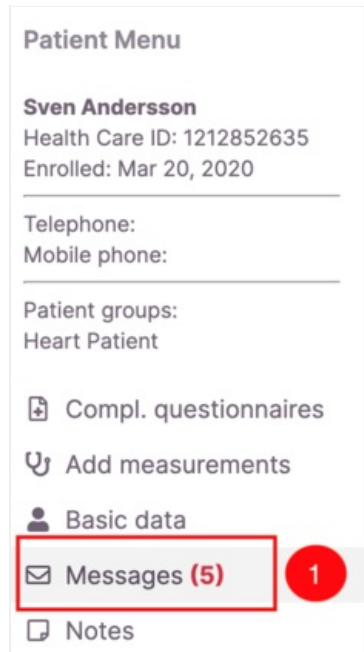 Patient Menu
Sven Andersson
Health Care ID: 1212852635
Enrolled: Mar 20, 2020
Telephone:
Mobile phone:
Patient groups:
Heart Patient
Compl. questionnaires
Add measurements
Basic data
Messages (5)
1
Notes